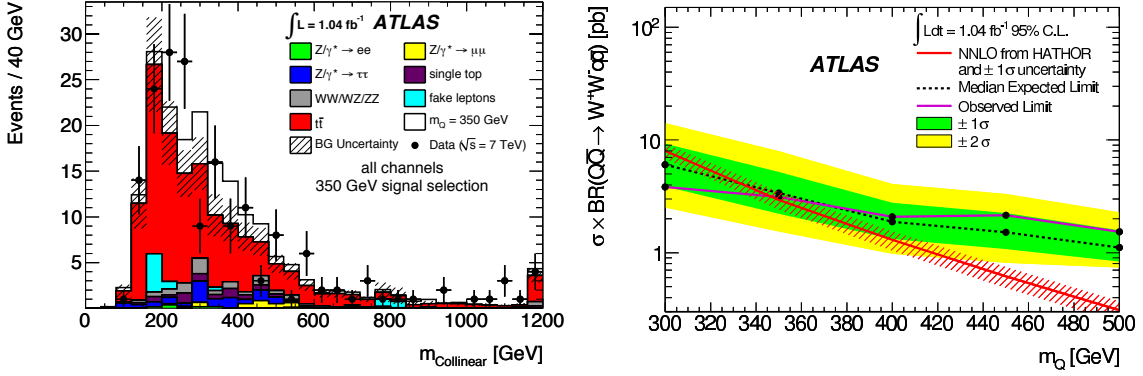 Events / 40 GeV
30
25
20
15
10
5
0
∫L = 1.04 fb⁻¹ ATLAS
Z/γ* → ee
Z/γ* → μμ
Z/γ* → ττ
single top
WW/WZ/ZZ
fake leptons
tt̄
m_Q = 350 GeV
BG Uncertainty
Data (√s = 7 TeV)
all channels
350 GeV signal selection
0 200 400 600 800 1000 1200
m_Collinear [GeV]
σ × BR(QQ̄ → W⁺W⁻qq̄) [pb]
10²
10
1
ATLAS
∫Ldt = 1.04 fb⁻¹ 95% C.L.
NNLO from HATHOR
and ± 1σ uncertainty
Median Expected Limit
Observed Limit
± 1σ
± 2σ
300 320 340 360 380 400 420 440 460 480 500
m_Q [GeV]